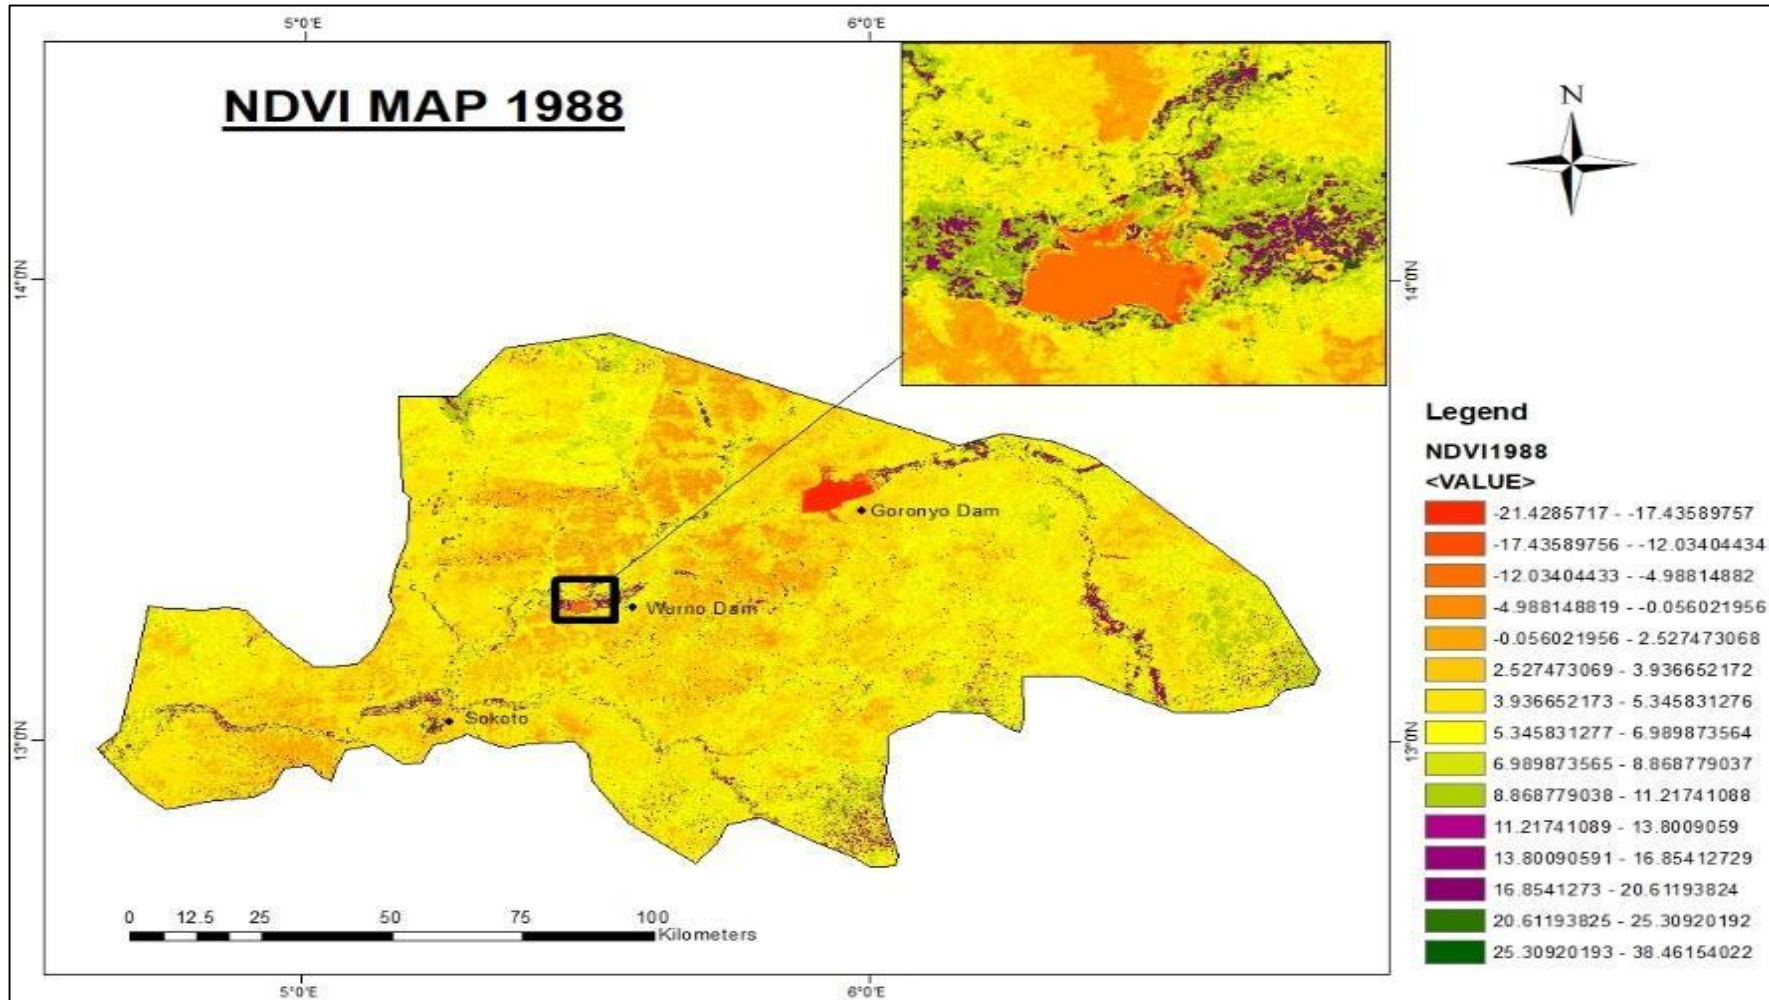 5°0'0"E 6°0'0"E
NDVI MAP 1988
N
14°0'N 14°0'N
Legend
NDVI1988
<VALUE>
-21.4285717 - -17.43589757
-17.43589756 - -12.03404434
-12.03404433 - -4.98814882
-4.988148819 - -0.056021956
-0.056021956 - 2.527473068
2.527473069 - 3.936652172
3.936652173 - 5.345831276
5.345831277 - 6.989873564
6.989873565 - 8.868779037
8.868779038 - 11.21741088
11.21741089 - 13.8009059
13.80090591 - 16.85412729
16.8541273 - 20.61193824
20.61193825 - 25.30920192
25.30920193 - 38.46154022
Goronyo Dam
Wurno Dam
Sokoto
13°0'N 13°0'N
0 12.5 25 50 75 100
Kilometers
5°0'E 6°0'E